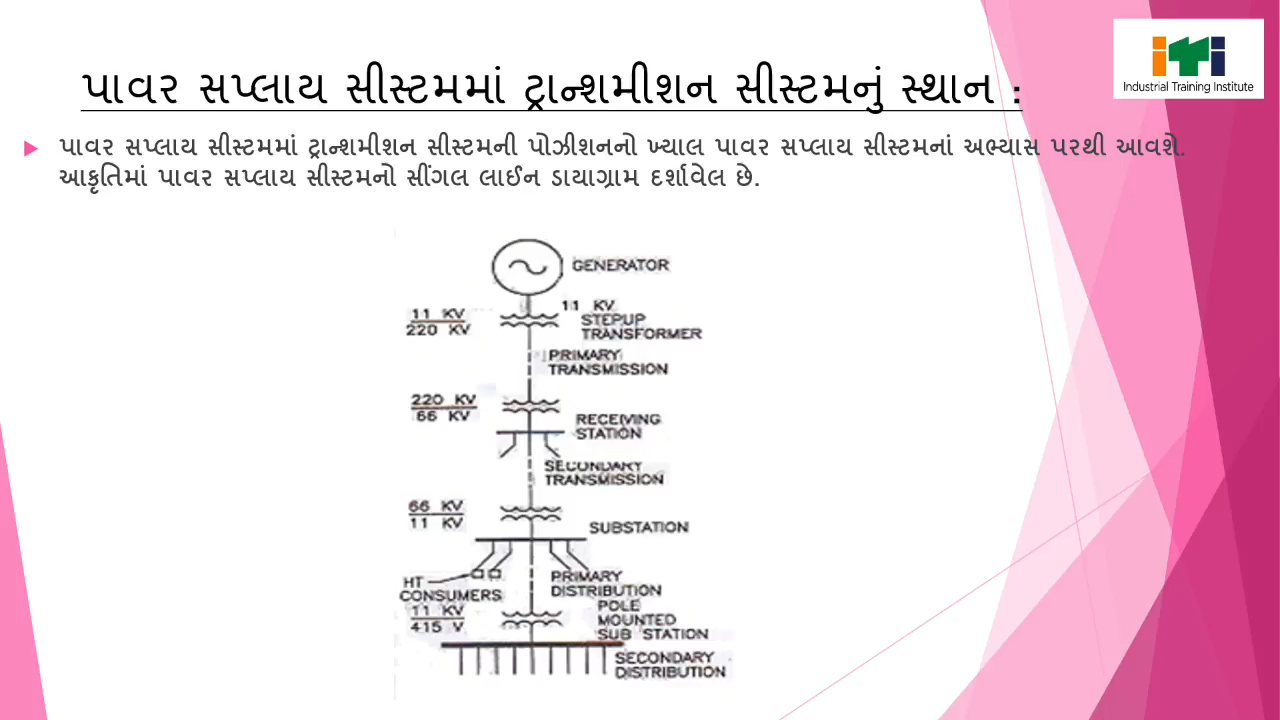 iTi
Industrial Training Institute
પાવર સપ્લાય સીસ્ટમમાં ટ્રાન્શમીશન સીસ્ટમનું સ્થાન :
પાવર સપ્લાય સીસ્ટમમાં ટ્રાન્શમીશન સીસ્ટમની પોઝીશનનો ખ્યાલ પાવર સપ્લાય સીસ્ટમનાં અભ્યાસ પરથી આવશે.
આકૃતિમાં પાવર સપ્લાય સીસ્ટમનો સીંગલ લાઈન ડાયાગ્રામ દર્શાવેલ છે.
GENERATOR
11 KV
11 KV
220 KV
STEPUP
TRANSFORMER
PRIMARY
TRANSMISSION
220 KV
66 KV
RECEIVING
STATION
SECONDARY
TRANSMISSION
66 KV
11 KV
SUBSTATION
HT
CONSUMERS
PRIMARY
DISTRIBUTION
11 KV
415 V
POLE
MOUNTED
SUB STATION
SECONDARY
DISTRIBUTION